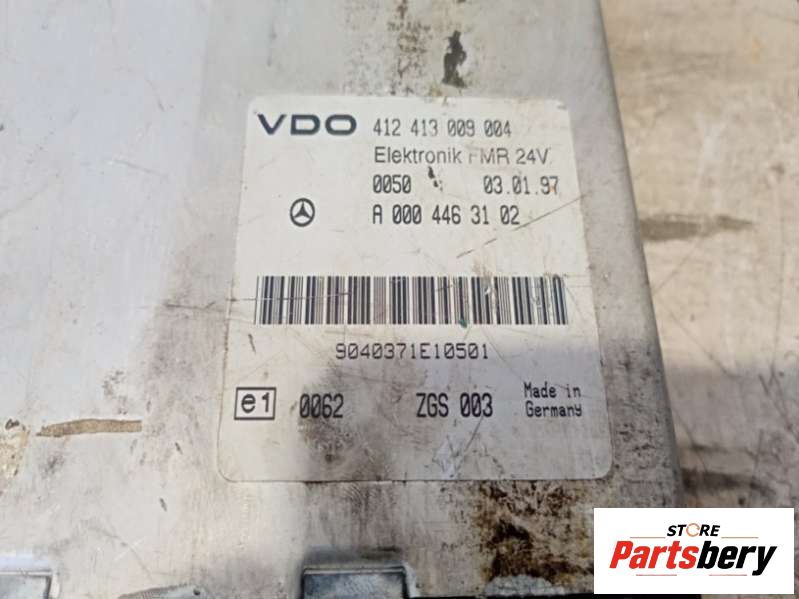 VDO 412 413 009 004
Elektronik FMR 24V
0050 03.01.97
A 000 446 31 02
9040371E10501
e1 0062 ZGS 003 Made in
Germany
STORE
Partsbery